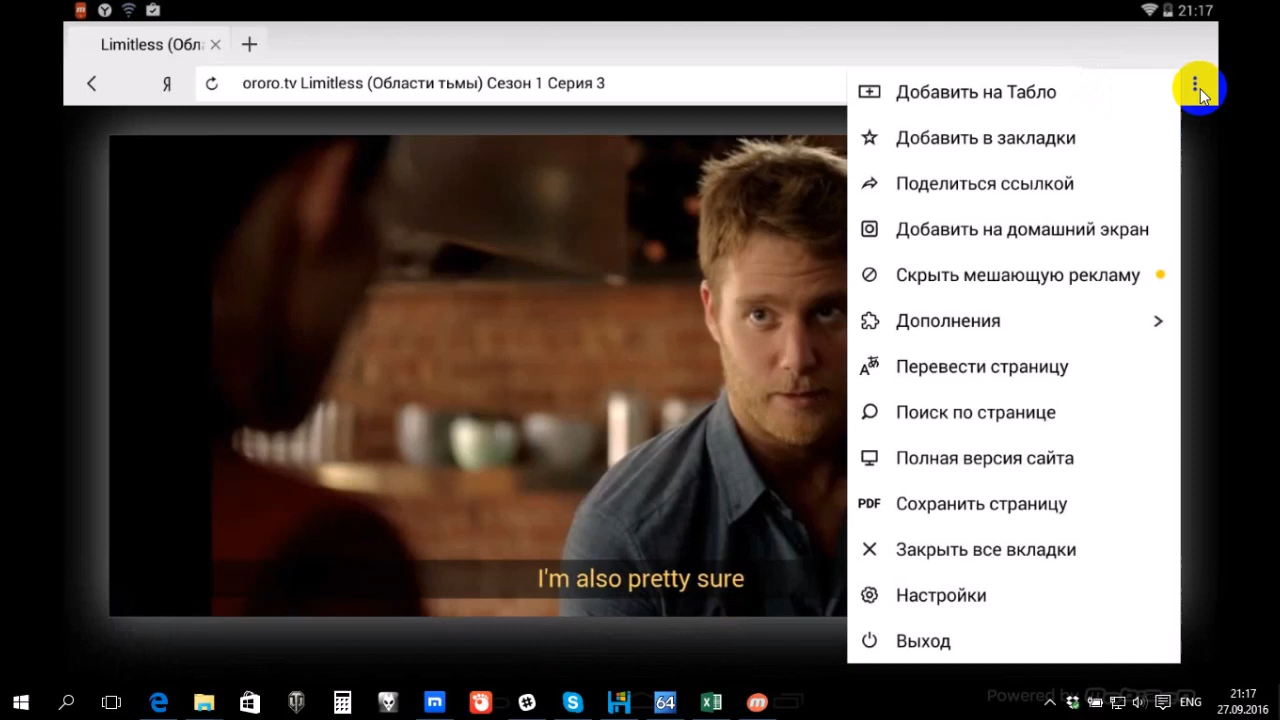 21:17
Limitless (Обл
Я
ororo.tv Limitless (Области тьмы) Сезон 1 Серия 3
Добавить на Табло
Добавить в закладки
Поделиться ссылкой
Добавить на домашний экран
Скрыть мешающую рекламу
Дополнения
Перевести страницу
Поиск по странице
Полная версия сайта
PDF Сохранить страницу
Закрыть все вкладки
Настройки
Выход
I'm also pretty sure
Powered by
64
ENG
21:17
27.09.2016